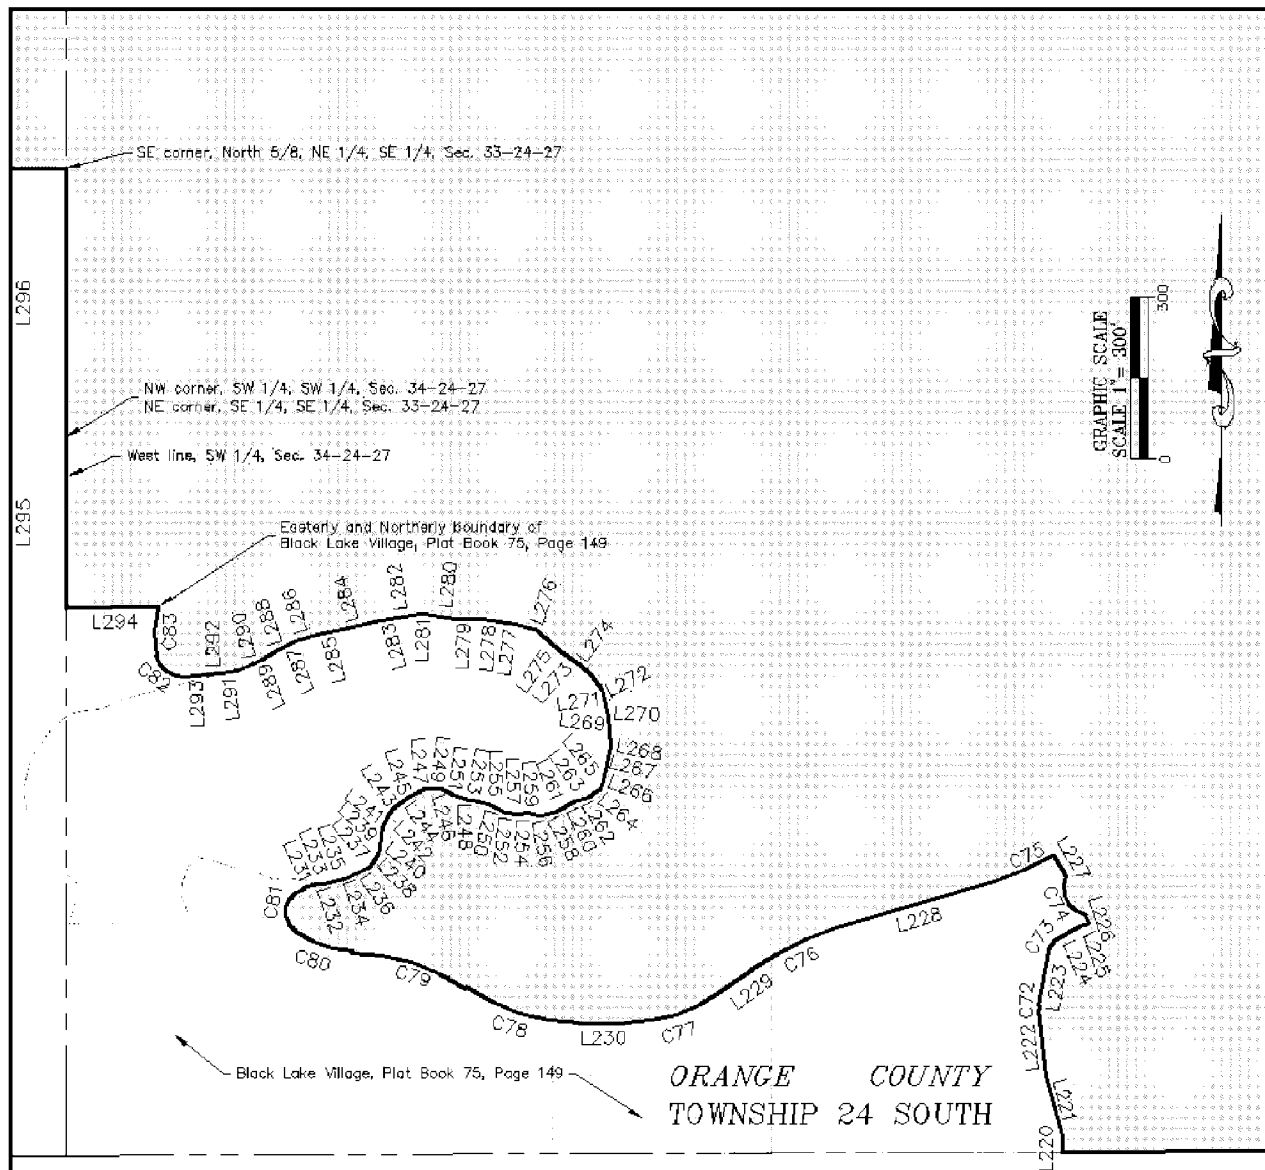 SE corner, North 5/8, NE 1/4, SE 1/4, Sec. 33-24-27
L296
300
GRAPHIC SCALE
SCALE 1"= 300'
0
NW corner, SW 1/4, SW 1/4, Sec. 34-24-27
NE corner, SE 1/4, SE 1/4, Sec. 33-24-27
West line, SW 1/4, Sec. 34-24-27
L295
Easterly and Northerly boundary of
Black Lake Village, Plat Book 75, Page 149
L294
C83
C82
L293
L292
L291
L290
L289
L288
L287
L286
L285
L284
L283
L282
L281
L280
L279
L278
L277
L276
L275
L274
L273
L272
L271
L270
L269
L268
L267
L266
L265
L264
L263
L262
L261
L260
L259
L258
L257
L256
L255
L254
L253
L252
L251
L250
L249
L248
L247
L246
L245
L244
L243
L242
L241
L240
L239
L238
L237
L236
L235
L234
L233
L232
L231
C81
C80
C79
C78
L230
C77
L229
C76
L228
C75
L227
C74
L226
L225
L224
C73
L223
C72
L222
L221
L220
Black Lake Village, Plat Book 75, Page 149
ORANGE COUNTY
TOWNSHIP 24 SOUTH